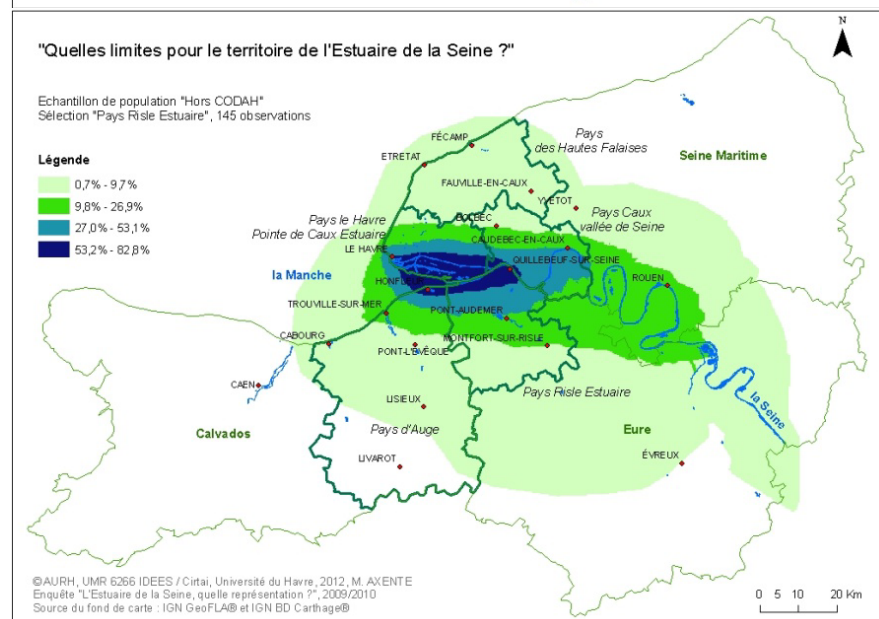 "Quelles limites pour le territoire de l'Estuaire de la Seine ?"
N
Echantillon de population "Hors CODAH"
Sélection "Pays Risle Estuaire", 145 observations
Légende
0,7% - 9,7%
9,8% - 26,9%
27,0% - 53,1%
53,2% - 82,8%
FÉCAMP
ETRETAT
Pays
des Hautes Falaises
Seine Maritime
FAUVILLE-EN-CAUX
YVETOT
Pays le Havre
Pointe de Caux Estuaire
BOLBEC
Pays Caux
vallée de Seine
CAUDEBEC-EN-CAUX
LE HAVRE
QUILLEBEUF-SUR-SEINE
la Manche
ROUEN
HONFLEUR
TROUVILLE-SUR-MER
PONT-AUDEMER
CABOURG
MONTFORT-SUR-RISLE
PONT-L'EVÊQUE
CAEN
Pays Risle Estuaire
la Seine
LISIEUX
Calvados
Pays d'Auge
Eure
LIVAROT
ÉVREUX
©AURH, UMR 6266 IDEES / Cirtai, Université du Havre, 2012, M. AXENTE
Enquête "L'Estuaire de la Seine, quelle représentation ?", 2009/2010
Source du fond de carte : IGN GeoFLA® et IGN BD Carthage®
0 5 10 20 Km